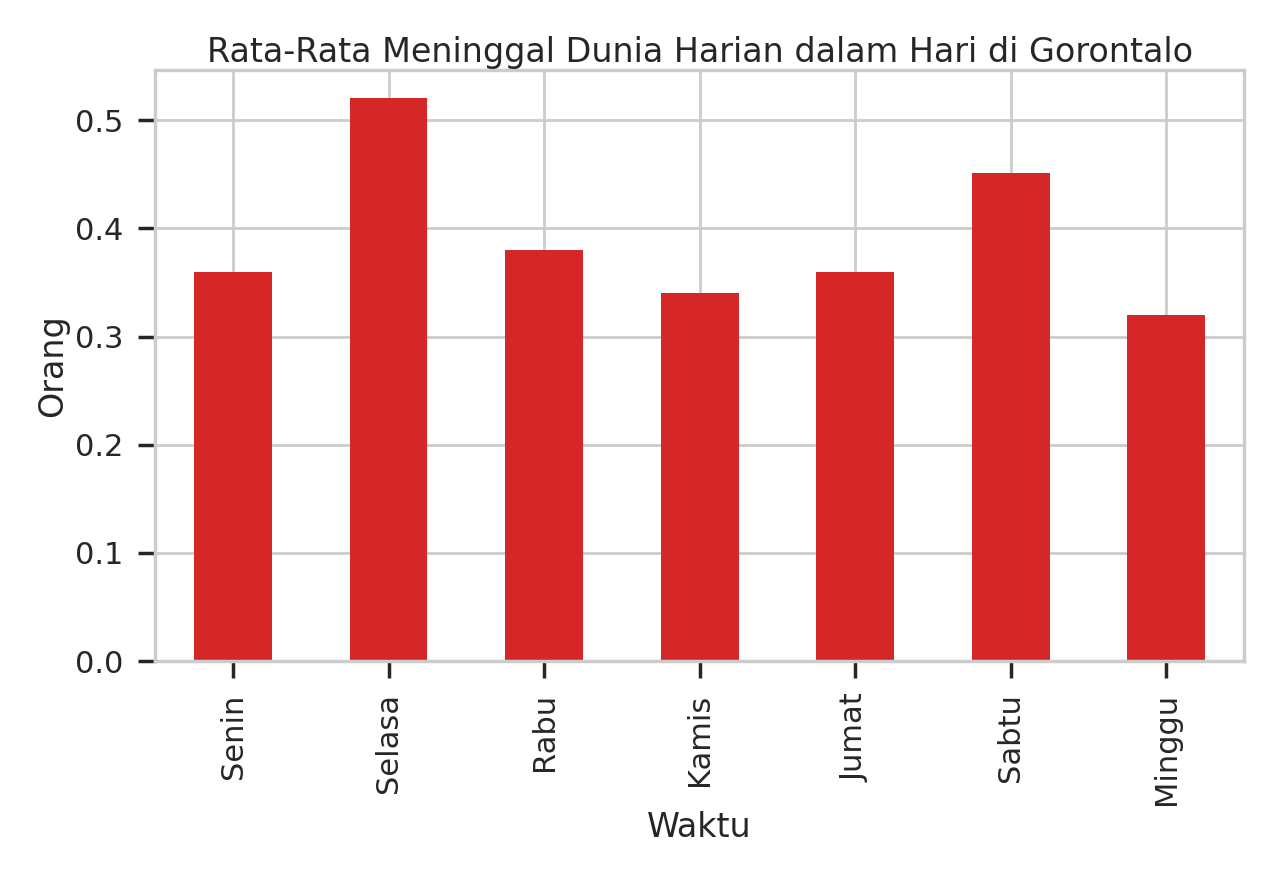 Rata-Rata Meninggal Dunia Harian dalam Hari di Gorontalo
Orang
0.5
0.4
0.3
0.2
0.1
0.0
Senin
Selasa
Rabu
Kamis
Jumat
Sabtu
Minggu
Waktu